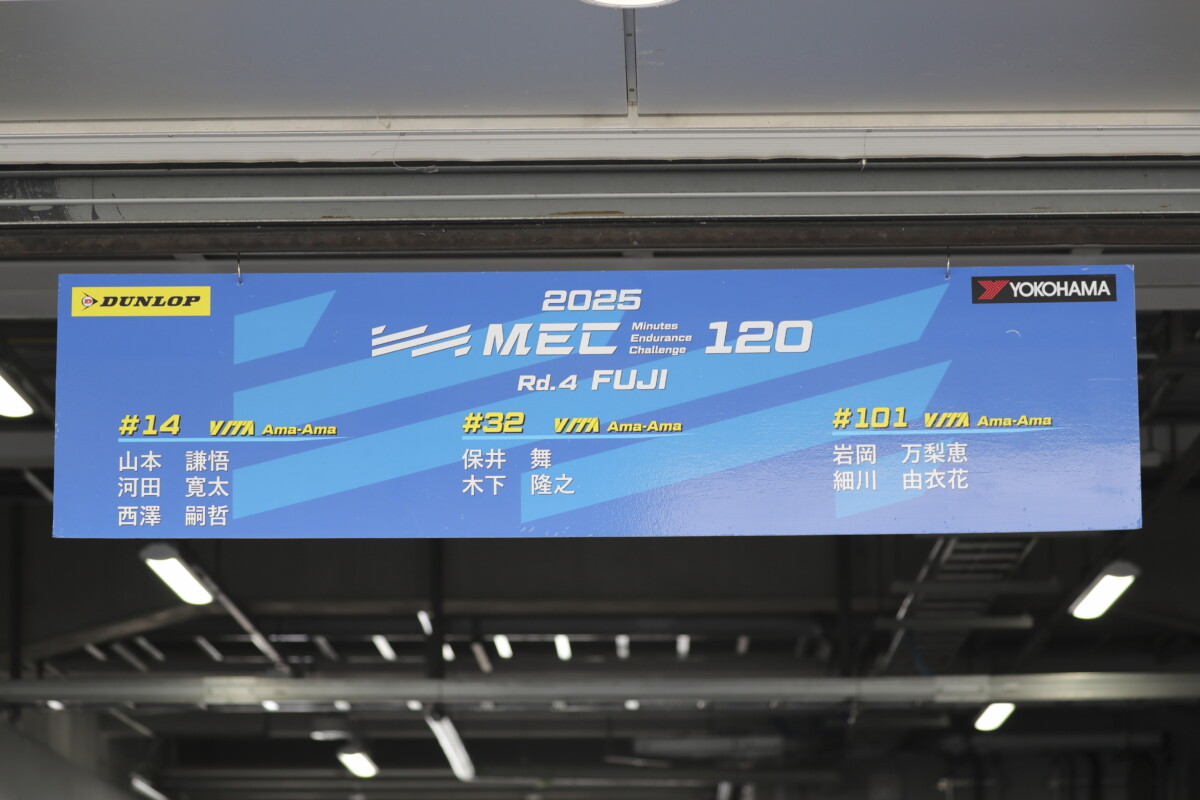 DUNLOP
YOKOHAMA
2025
MEC Minutes Endurance Challenge 120
Rd.4 FUJI
#14 VITA Ama-Ama
山本 謙悟
河田 寛太
西澤 嗣哲
#32 VITA Ama-Ama
保井 舞
木下 隆之
#101 VITA Ama-Ama
岩岡 万梨恵
細川 由衣花